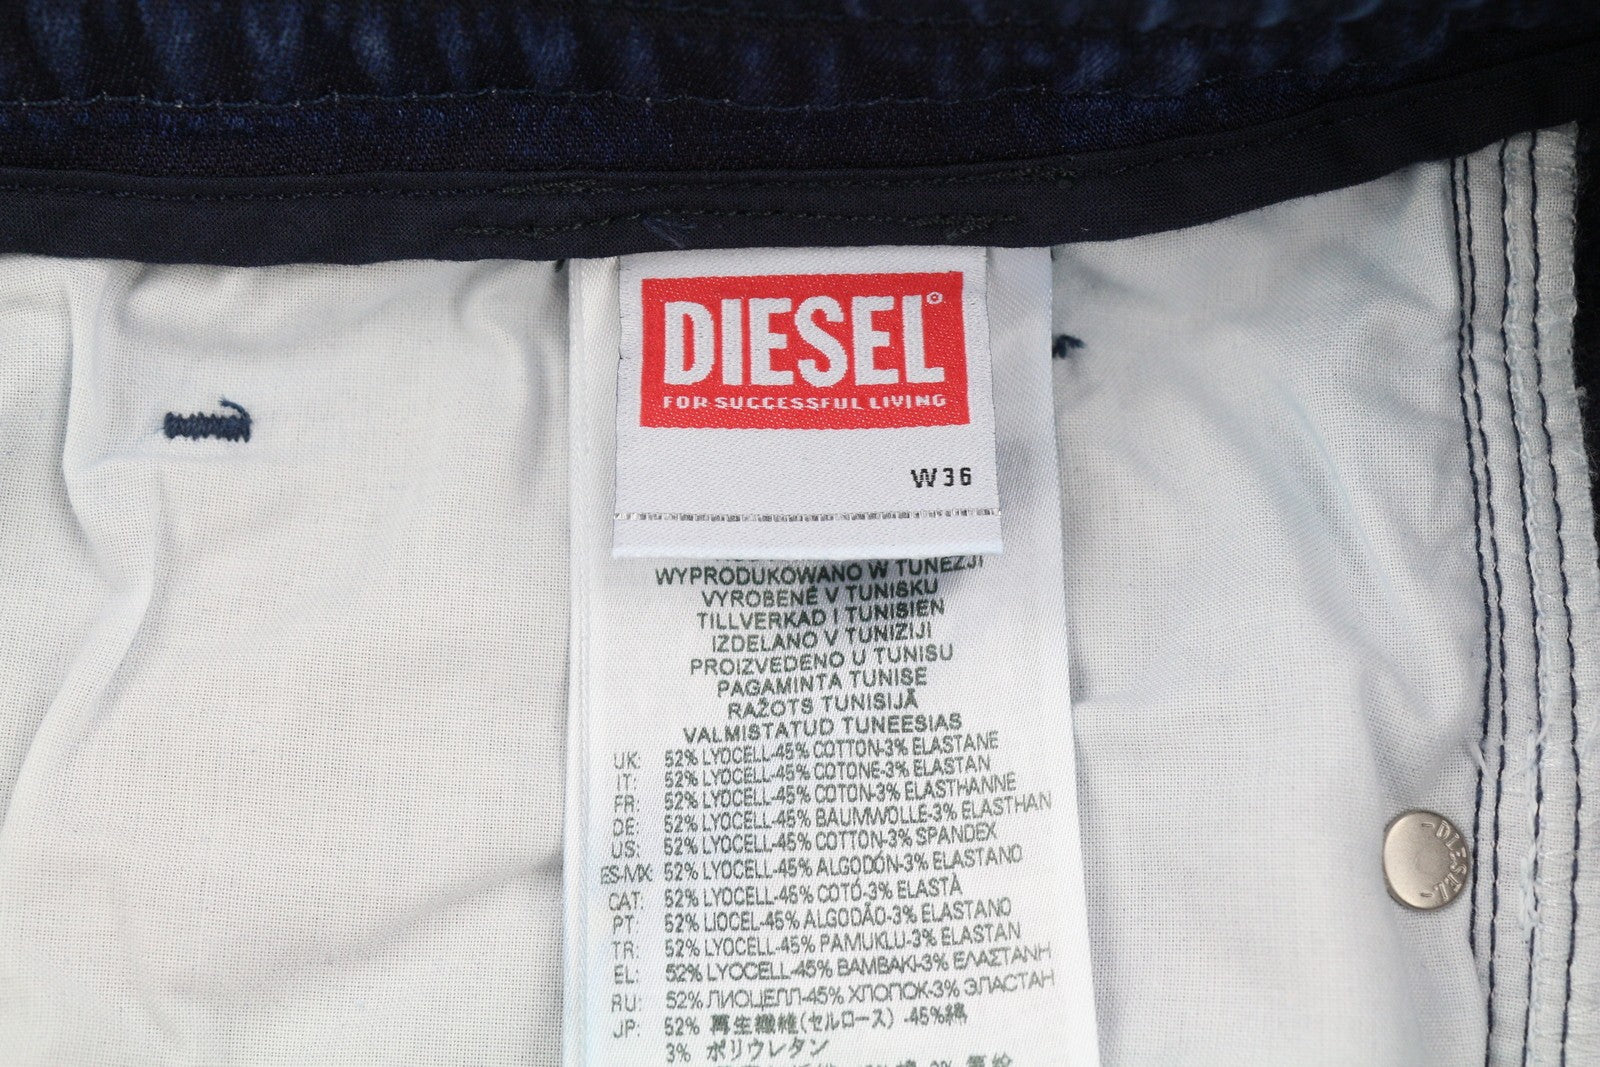 DIESEL
FOR SUCCESSFUL LIVING
W36
WYPRODUKOWANO W TUNEZJI
VYROBENÉ V TUNISKU
TILLVERKAD I TUNISIEN
IZDELANO V TUNIZIJI
PROIZVEDENO U TUNISU
PAGAMINTA TUNISE
RAŽOTS TUNISIJĀ
VALMISTATUD TUNEESIAS
UK: 52% LYOCELL-45% COTTON-3% ELASTANE
IT: 52% LYOCELL-45% COTONE-3% ELASTAN
FR: 52% LYOCELL-45% COTON-3% ELASTHANNE
DE: 52% LYOCELL-45% BAUMWOLLE-3% ELASTHAN
US: 52% LYOCELL-45% COTTON-3% SPANDEX
ES-MX: 52% LYOCELL-45% ALGODÓN-3% ELASTANO
CAT: 52% LYOCELL-45% COTÓ-3% ELASTÀ
PT: 52% LIOCEL-45% ALGODÃO-3% ELASTANO
TR: 52% LYOCELL-45% PAMUKLU-3% ELASTAN
EL: 52% LYOCELL-45% ΒΑΜΒΑΚΙ-3% ΕΛΑΣΤΑΝΗ
RU: 52% ЛИОЦЕЛЛ-45% ХЛОПОК-3% ЭЛАСТАН
JP: 52% 再生繊維(セルロース) -45%綿
3% ポリウレタン
DIESEL